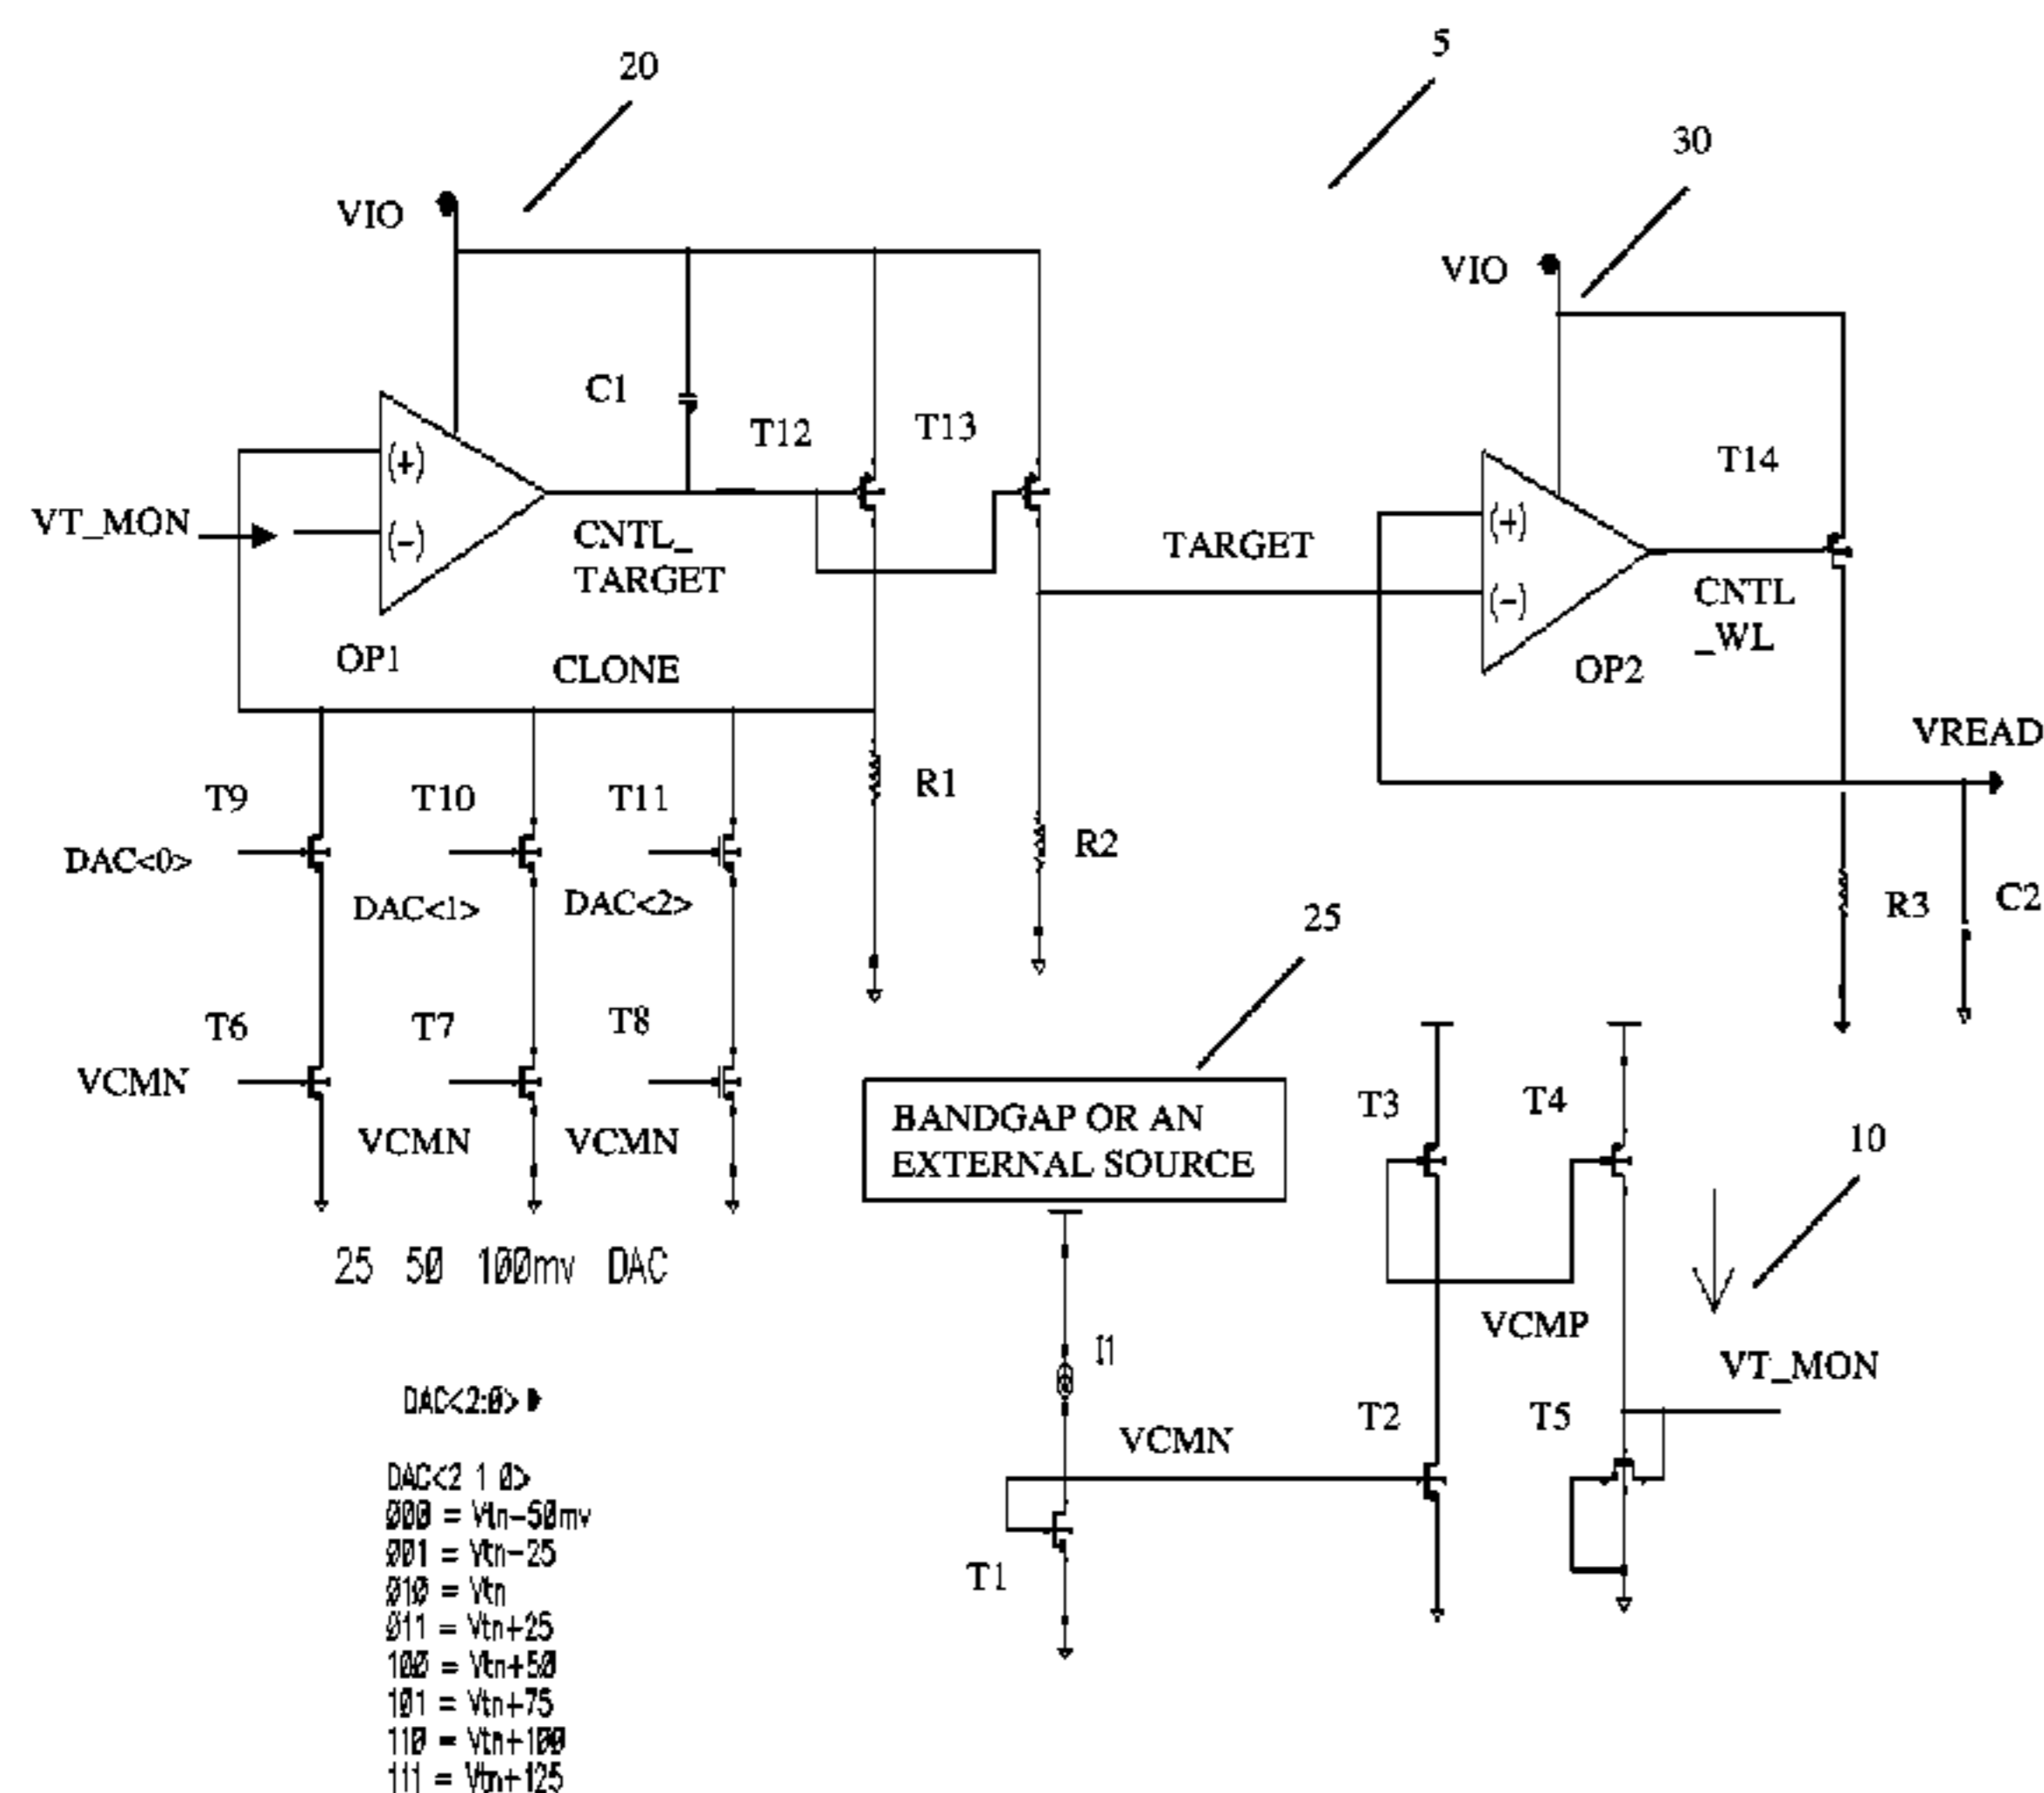 20
5
30
VIO
VIO
C1
T12
T13
T14
(+)
(-)
VT_MON
CNTL_
TARGET
TARGET
(+)
(-)
CNTL
_WL
OP1
CLONE
OP2
VREAD
T9
T10
T11
R1
R2
DAC<0>
DAC<1>
DAC<2>
R3
C2
25
T6
T7
T8
VCMN
VCMN
VCMN
BANDGAP OR AN
EXTERNAL SOURCE
T3
T4
10
25 50 100mv DAC
I1
VCMP
VT_MON
DAC<2:0>
VCMN
T2
T5
T1
DAC<2 1 0>
000 = Vtn-50mv
001 = Vtn-25
010 = Vtn
011 = Vtn+25
100 = Vtn+50
101 = Vtn+75
110 = Vtn+100
111 = Vtn+125